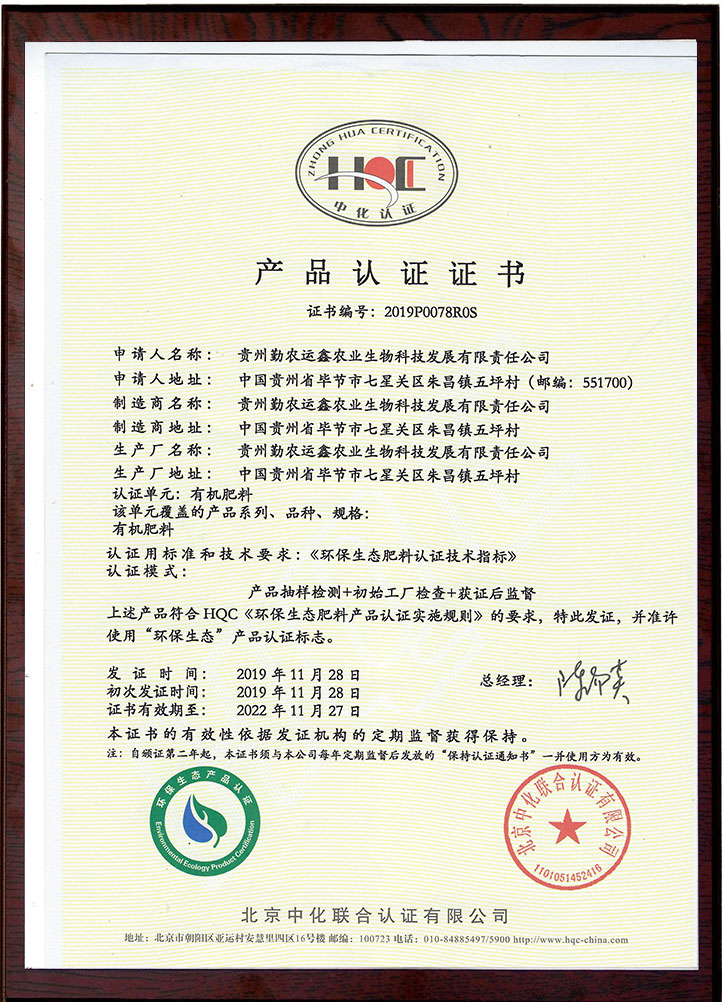 ZHONG HUA CERTIFICATION
HQC
中化认证
产品认证证书
证书编号：2019P0078R0S
申请人名称： 贵州勤农运鑫农业生物科技发展有限责任公司
申请人地址： 中国贵州省毕节市七星关区朱昌镇五坪村（邮编：551700）
制造商名称： 贵州勤农运鑫农业生物科技发展有限责任公司
制造商地址： 中国贵州省毕节市七星关区朱昌镇五坪村
生产厂名称： 贵州勤农运鑫农业生物科技发展有限责任公司
生产厂地址： 中国贵州省毕节市七星关区朱昌镇五坪村
认证单元：有机肥料
该单元覆盖的产品系列、品种、规格：
有机肥料
认证用标准和技术要求：《环保生态肥料认证技术指标》
认证模式：
产品抽样检测+初始工厂检查+获证后监督
上述产品符合HQC《环保生态肥料产品认证实施规则》的要求，特此发证，并准许
使用“环保生态”产品认证标志。
发证时间： 2019年11月28日
初次发证时间： 2019年11月28日
总经理：
证书有效期至： 2022年11月27日
本证书的有效性依据发证机构的定期监督获得保持。
注：自颁证第二年起，本证书须与本公司每年定期监督后发放的“保持认证通知书”一并使用方为有效。
环保生态产品认证
Environmental Ecology Product Certification
北京中化联合认证有限公司
1101051452416
北京中化联合认证有限公司
地址：北京市朝阳区亚运村安慧里四区16号楼 邮编：100723 电话：010-84885497/5900 http://www.hqc-china.com